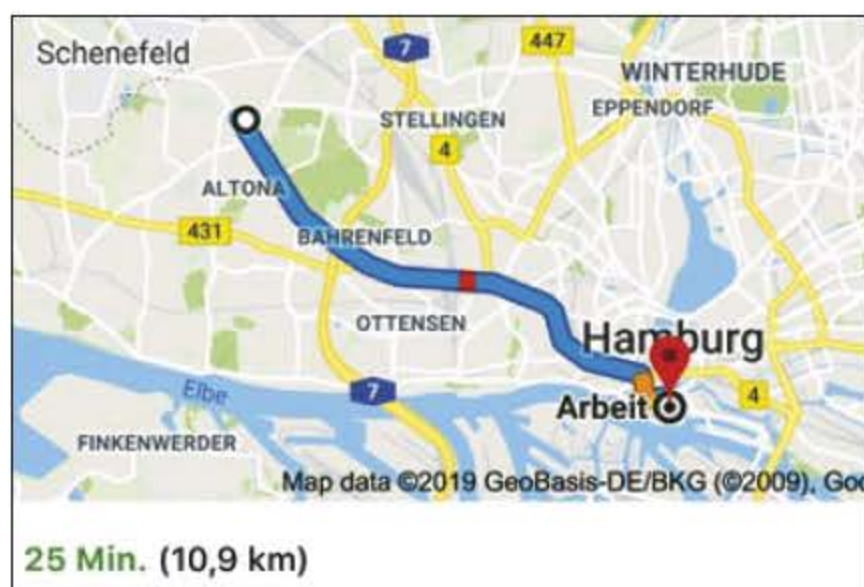 Schenefeld
7
447
WINTERHUDE
EPPENDORF
STELLINGEN
4
ALTONA
431
BAHRENFELD
OTTENSEN
Hamburg
7
Elbe
4
Arbeit
FINKENWERDER
Map data ©2019 GeoBasis-DE/BKG (©2009), Goo
25 Min. (10,9 km)